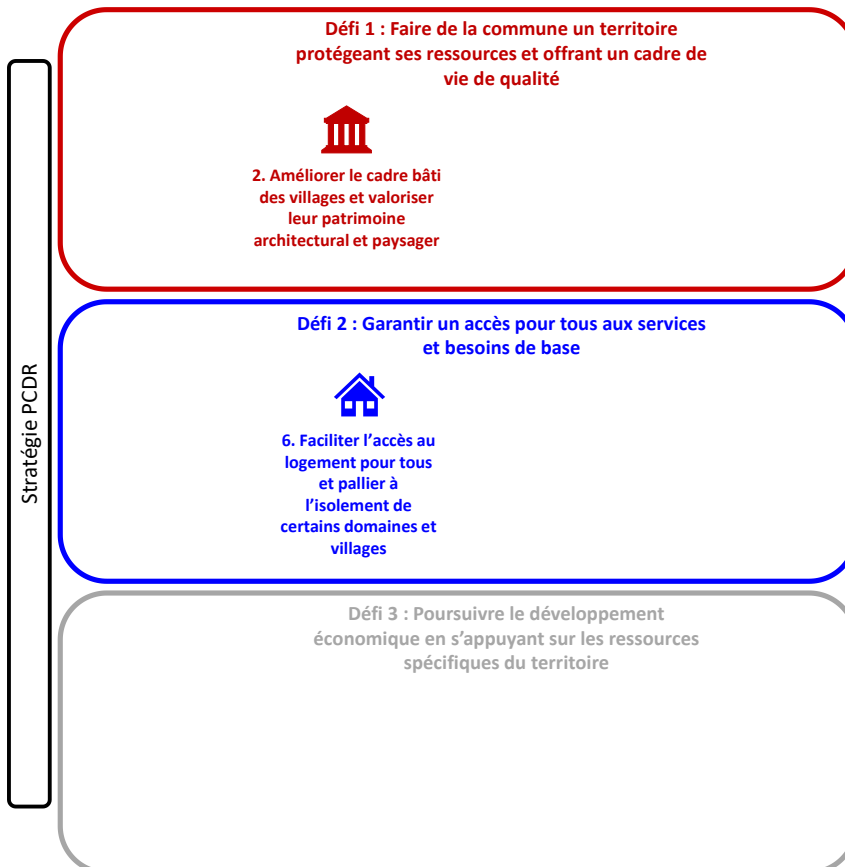 Stratégie PCDR
Défi 1 : Faire de la commune un territoire
protégeant ses ressources et offrant un cadre de
vie de qualité
2. Améliorer le cadre bâti
des villages et valoriser
leur patrimoine
architectural et paysager
Défi 2 : Garantir un accès pour tous aux services
et besoins de base
6. Faciliter l’accès au
logement pour tous
et pallier à
l’isolement de
certains domaines et
villages
Défi 3 : Poursuivre le développement
économique en s’appuyant sur les ressources
spécifiques du territoire